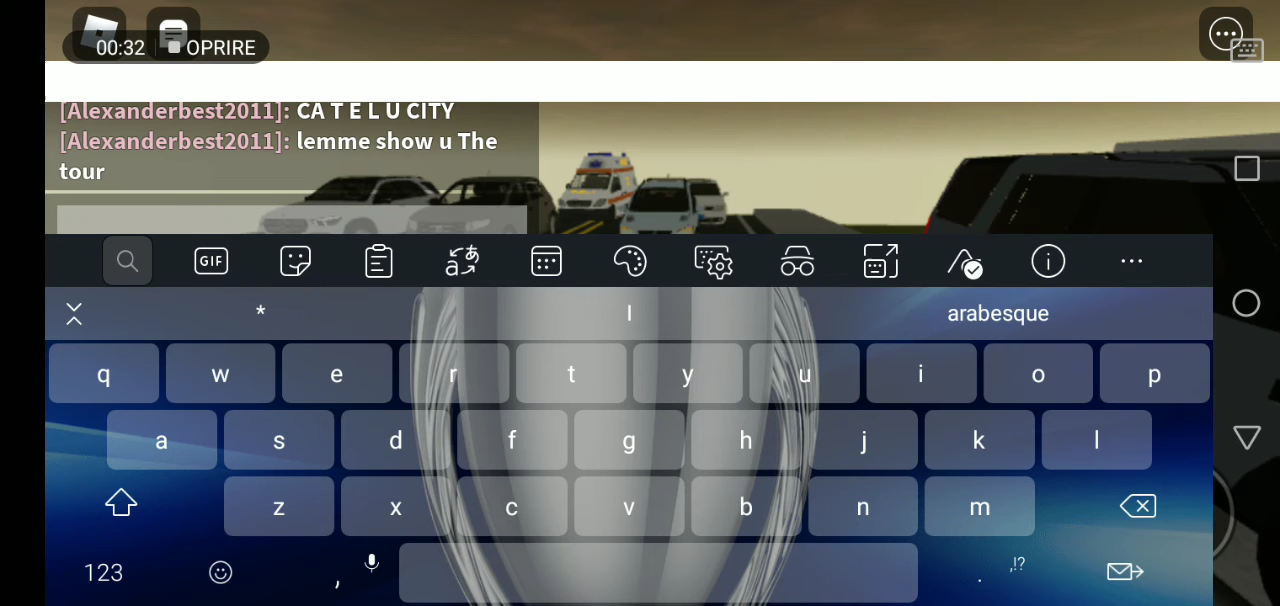 00:32 OPRIRE
[Alexanderbest2011]: CA T E L U CITY
[Alexanderbest2011]: lemme show u The
tour
GIF
* l arabesque
q w e r t y u i o p
a s d f g h j k l
z x c v b n m
123 , . ,!?